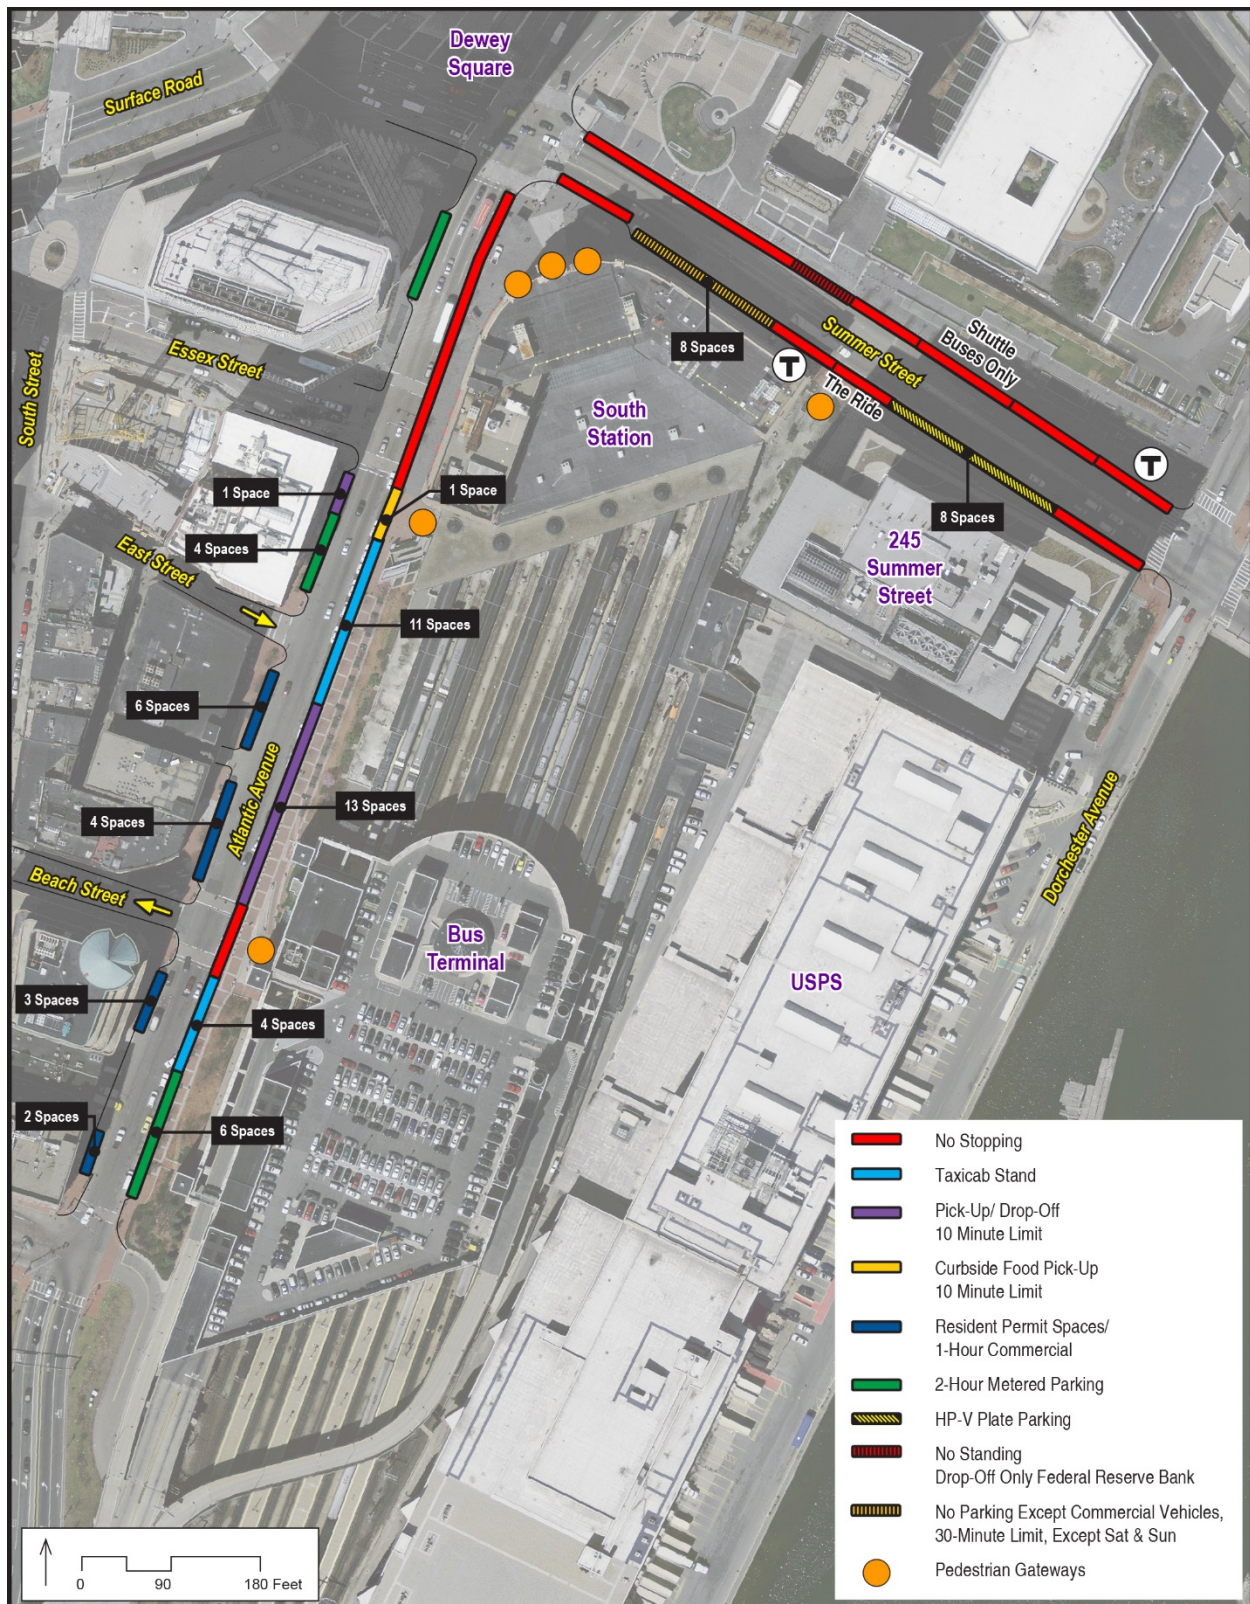 Dewey
Square
Surface Road
Essex Street
South Street
8 Spaces
Summer Street
Shuttle
Buses Only
T
The Ride
South
Station
T
1 Space
1 Space
4 Spaces
8 Spaces
East Street
245
Summer
Street
11 Spaces
6 Spaces
Atlantic Avenue
13 Spaces
4 Spaces
Dorchester Avenue
Beach Street
Bus
Terminal
USPS
3 Spaces
4 Spaces
2 Spaces
6 Spaces
No Stopping
Taxicab Stand
Pick-Up/ Drop-Off
10 Minute Limit
Curbside Food Pick-Up
10 Minute Limit
Resident Permit Spaces/
1-Hour Commercial
2-Hour Metered Parking
HP-V Plate Parking
No Standing
Drop-Off Only Federal Reserve Bank
No Parking Except Commercial Vehicles,
30-Minute Limit, Except Sat & Sun
Pedestrian Gateways
0 90 180 Feet